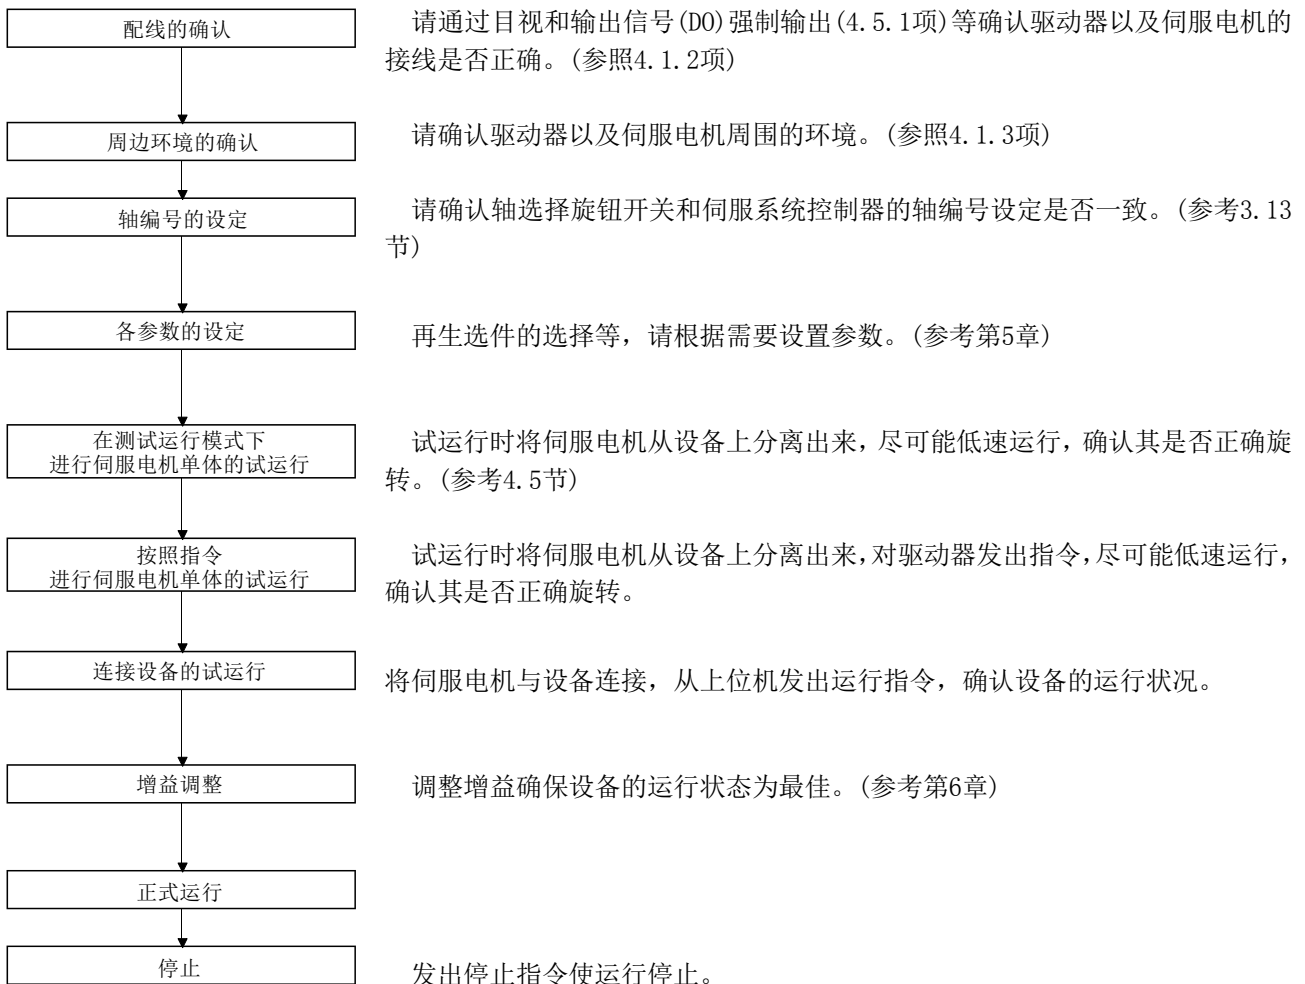 配线的确认
请通过目视和输出信号(DO)强制输出(4.5.1项)等确认驱动器以及伺服电机的
接线是否正确。(参照4.1.2项)
周边环境的确认
请确认驱动器以及伺服电机周围的环境。(参照4.1.3项)
轴编号的设定
请确认轴选择旋钮开关和伺服系统控制器的轴编号设定是否一致。(参考3.13
节)
各参数的设定
再生选件的选择等，请根据需要设置参数。(参考第5章)
在测试运行模式下
进行伺服电机单体的试运行
试运行时将伺服电机从设备上分离出来，尽可能低速运行，确认其是否正确旋
转。(参考4.5节)
按照指令
进行伺服电机单体的试运行
试运行时将伺服电机从设备上分离出来，对驱动器发出指令，尽可能低速运行，
确认其是否正确旋转。
连接设备的试运行
将伺服电机与设备连接，从上位机发出运行指令，确认设备的运行状况。
增益调整
调整增益确保设备的运行状态为最佳。(参考第6章)
正式运行
停止
发出停止指令使运行停止。